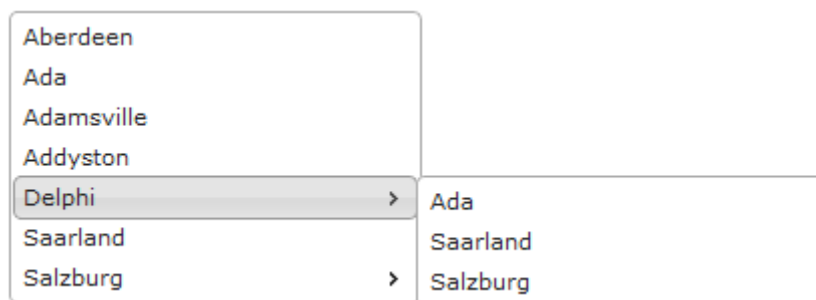 Aberdeen
Ada
Adamsville
Addyston
Delphi
Saarland
Salzburg
Ada
Saarland
Salzburg